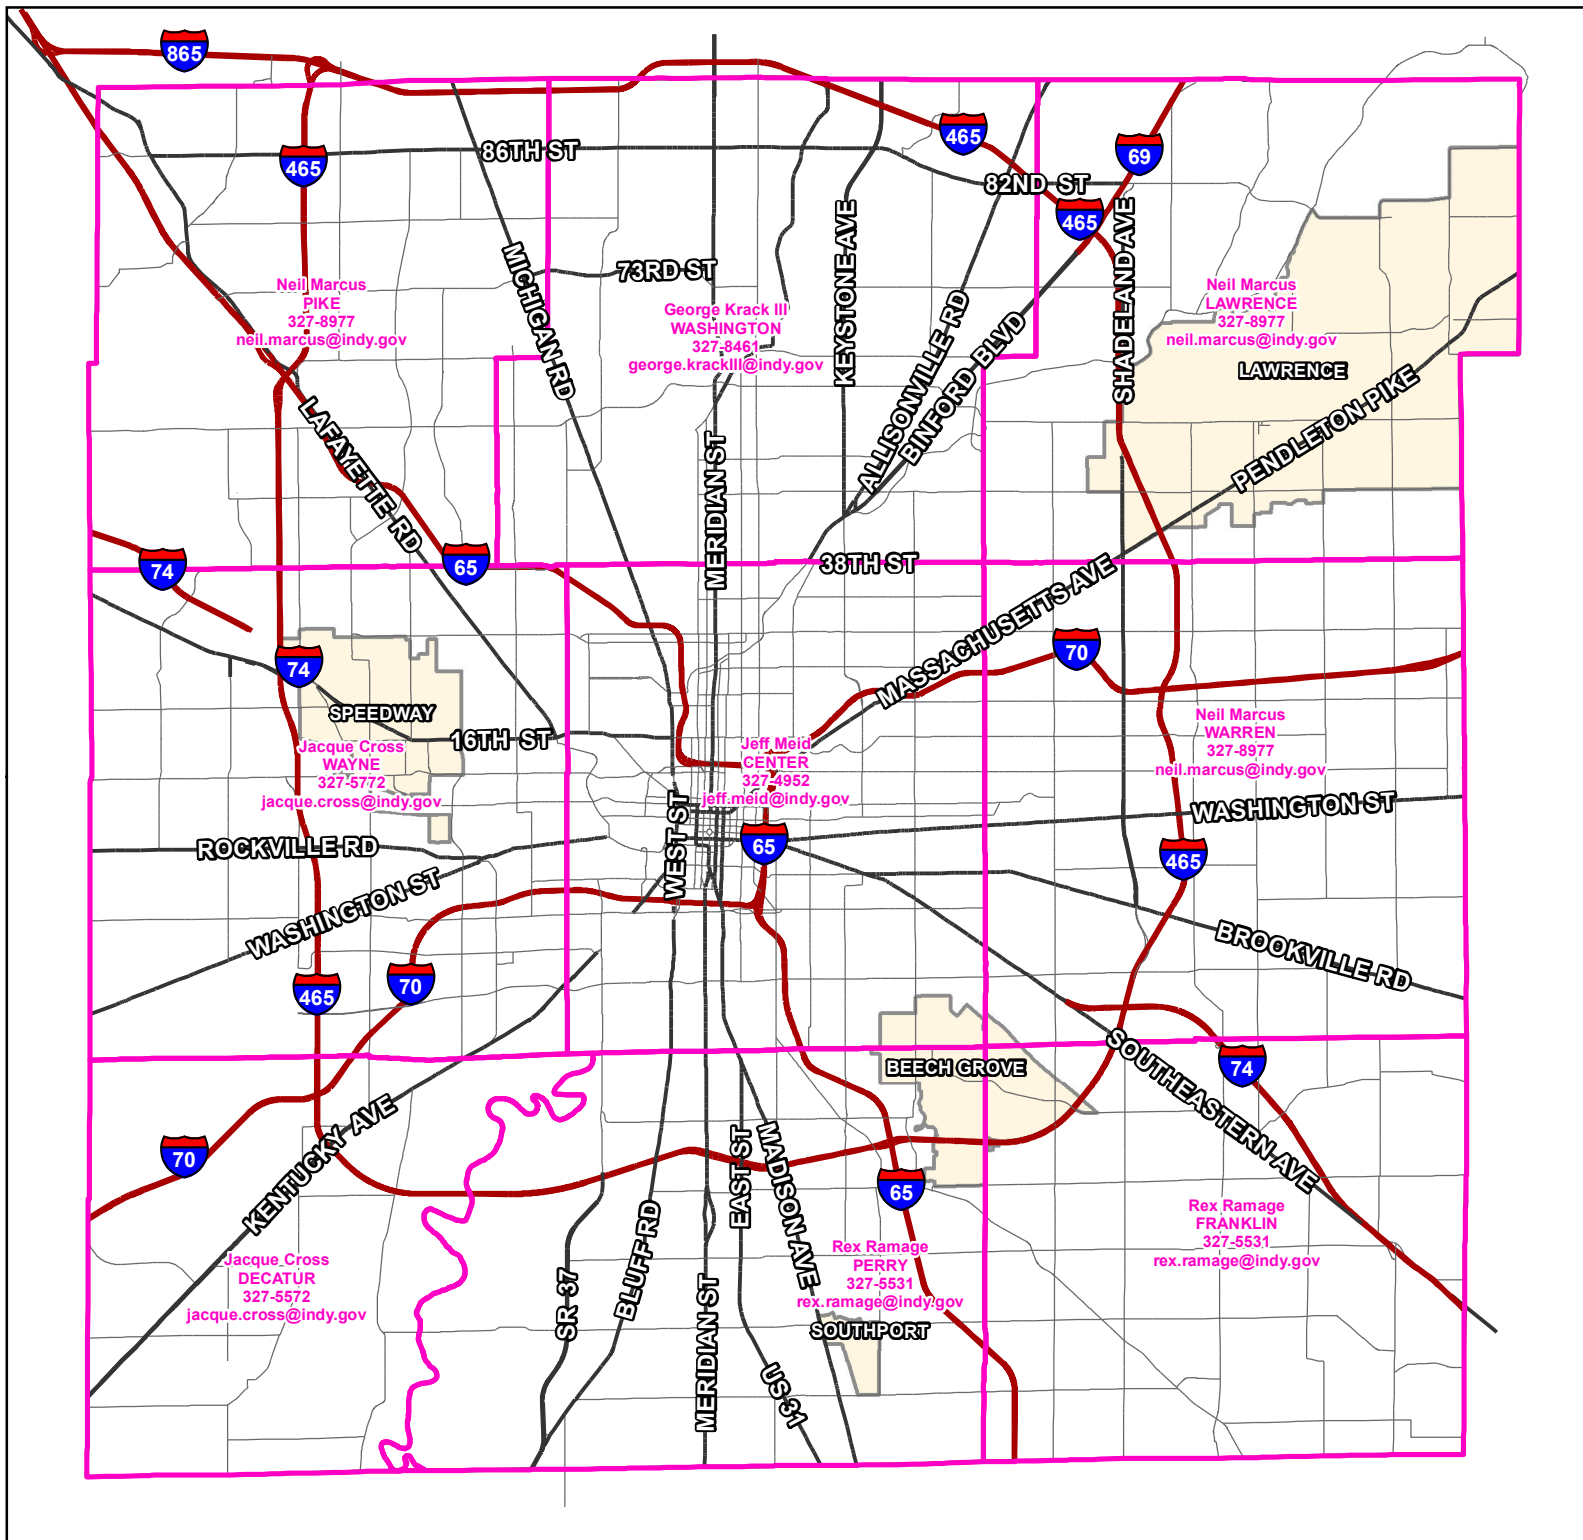 865
465
86TH ST
465
69
82ND ST
465
73RD ST
MICHIGAN RD
KEYSTONE AVE
SHADELAND AVE
Neil Marcus
PIKE
327-8977
neil.marcus@indy.gov
George Krack III
WASHINGTON
327-8461
george.krackIII@indy.gov
Neil Marcus
LAWRENCE
327-8977
neil.marcus@indy.gov
LAWRENCE
ALLISONVILLE RD
BINFORD BLVD
LAFAYETTE RD
PENDLETON PIKE
MERIDIAN ST
74
65
38TH ST
MASSACHUSETTS AVE
70
74
SPEEDWAY
16TH ST
Jacque Cross
WAYNE
327-5772
jacque.cross@indy.gov
Jeff Meid
CENTER
327-4952
jeff.meid@indy.gov
Neil Marcus
WARREN
327-8977
neil.marcus@indy.gov
WASHINGTON ST
ROCKVILLE RD
WEST ST
65
465
WASHINGTON ST
BROOKVILLE RD
465
70
BEECH GROVE
SOUTHEASTERN AVE
74
KENTUCKY AVE
70
EAST ST
MADISON AVE
65
Jacque Cross
DECATUR
327-5572
jacque.cross@indy.gov
SR 37
BLUFF RD
MERIDIAN ST
Rex Ramage
PERRY
327-5531
rex.ramage@indy.gov
Rex Ramage
FRANKLIN
327-5531
rex.ramage@indy.gov
SOUTHPORT
US 31